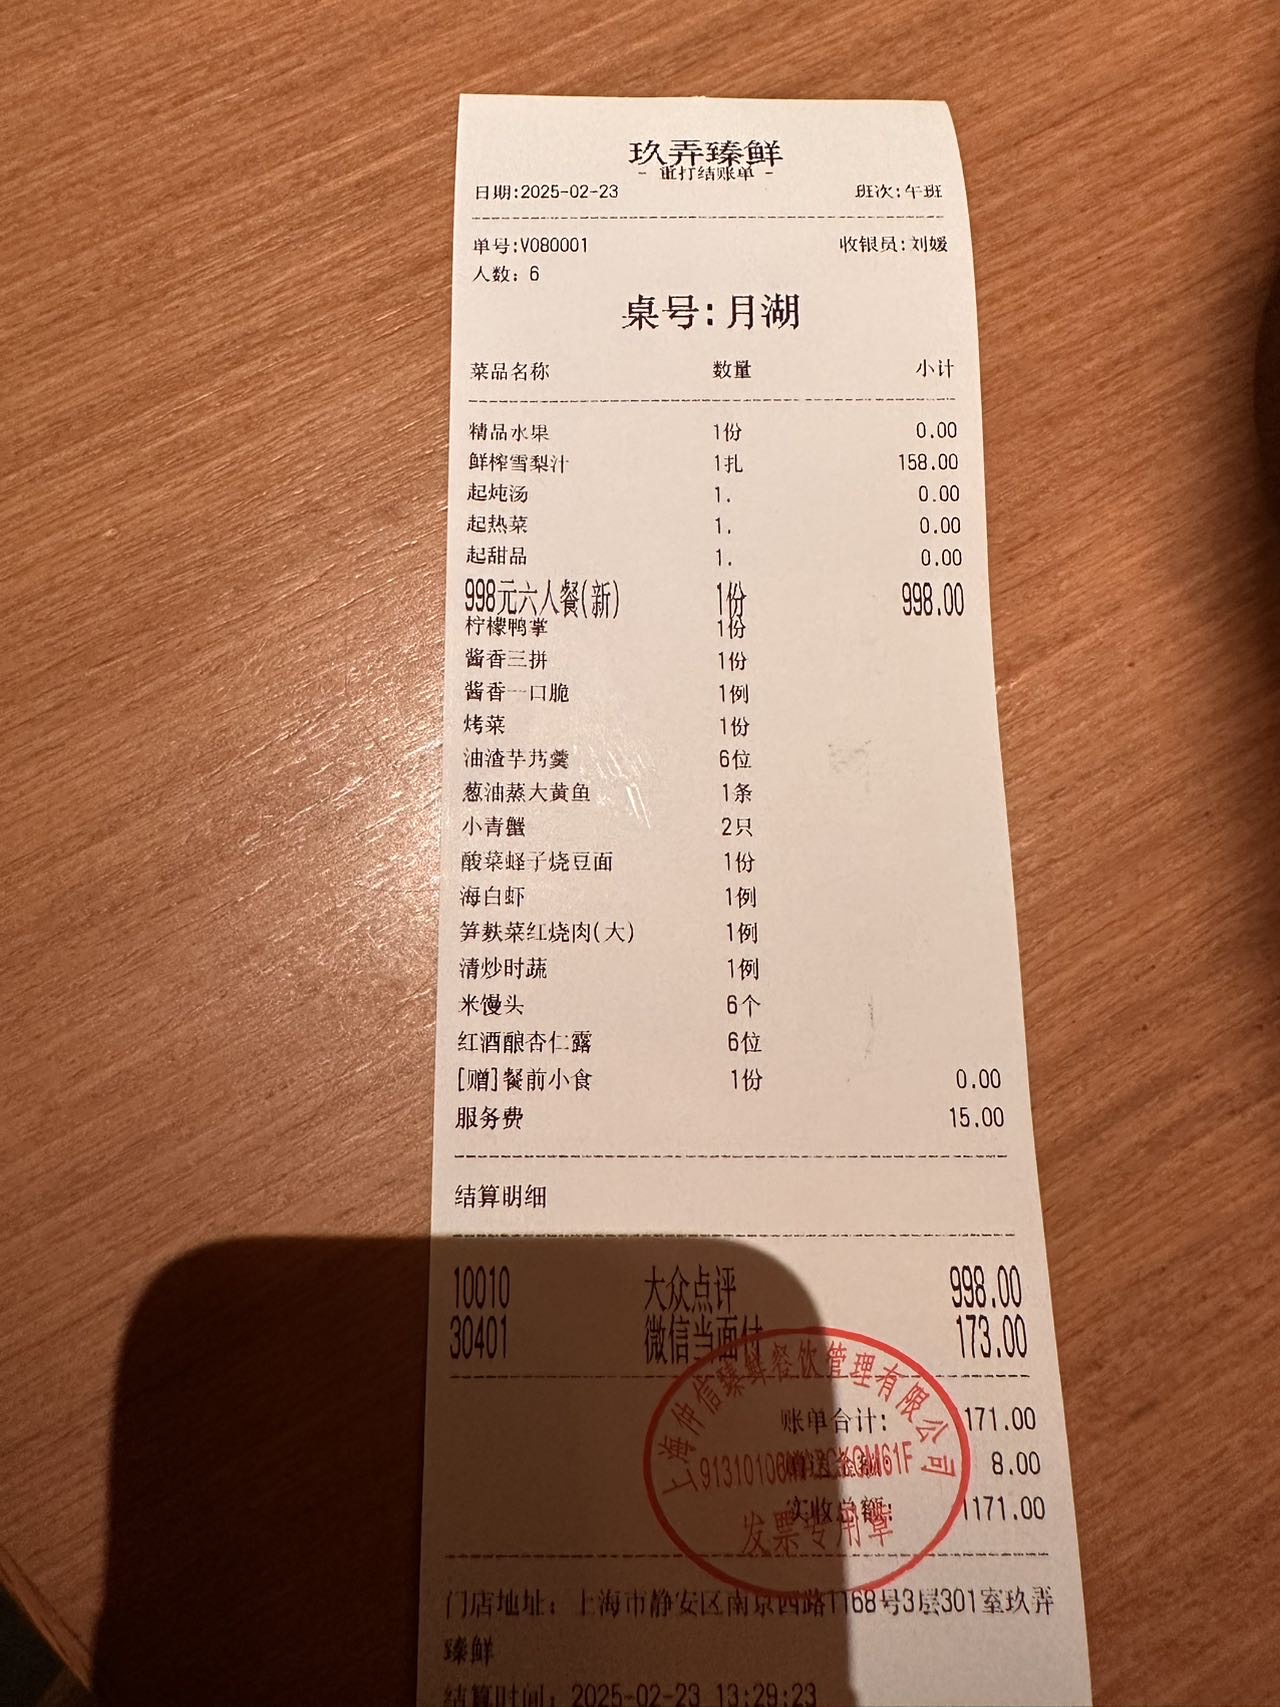 玖弄臻鲜
- 重打结账单 -
日期:2025-02-23 班次:午班
单号:V080001 收银员:刘媛
人数: 6
桌号:月湖
菜品名称 数量 小计
精品水果 1份 0.00
鲜榨雪梨汁 1扎 158.00
起炖汤 1. 0.00
起热菜 1. 0.00
起甜品 1. 0.00
998元六人餐(新) 1份 998.00
柠檬鸭掌 1份
酱香三拼 1份
酱香一口脆 1例
烤菜 1份
油渣芋艿羹 6位
葱油蒸大黄鱼 1条
小青蟹 2只
酸菜蛏子烧豆面 1份
海白虾 1例
笋麸菜红烧肉(大) 1例
清炒时蔬 1例
米馒头 6个
红酒酿杏仁露 6位
[赠]餐前小食 1份 0.00
服务费 15.00
结算明细
10010 大众点评 998.00
30401 微信当面付 173.00
上海仲信臻鲜餐饮管理有限公司
账单合计: 171.00
8.00
实收总额: 1171.00
发票专用章
门店地址: 上海市静安区南京西路1168号3层301室玖弄
臻鲜
结算时间: 2025-02-23 13:29:23